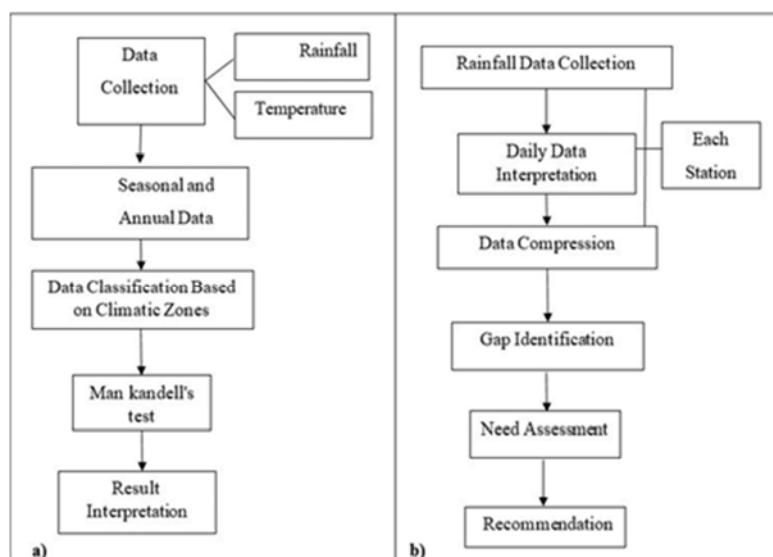 Data
Collection
Rainfall
Temperature
Seasonal and
Annual Data
Data Classification Based
on Climatic Zones
Man kandell's
test
Result
Interpretation
a)
Rainfall Data Collection
Daily Data
Interpretation
Each
Station
Data Compression
Gap Identification
Need Assessment
Recommendation
b)